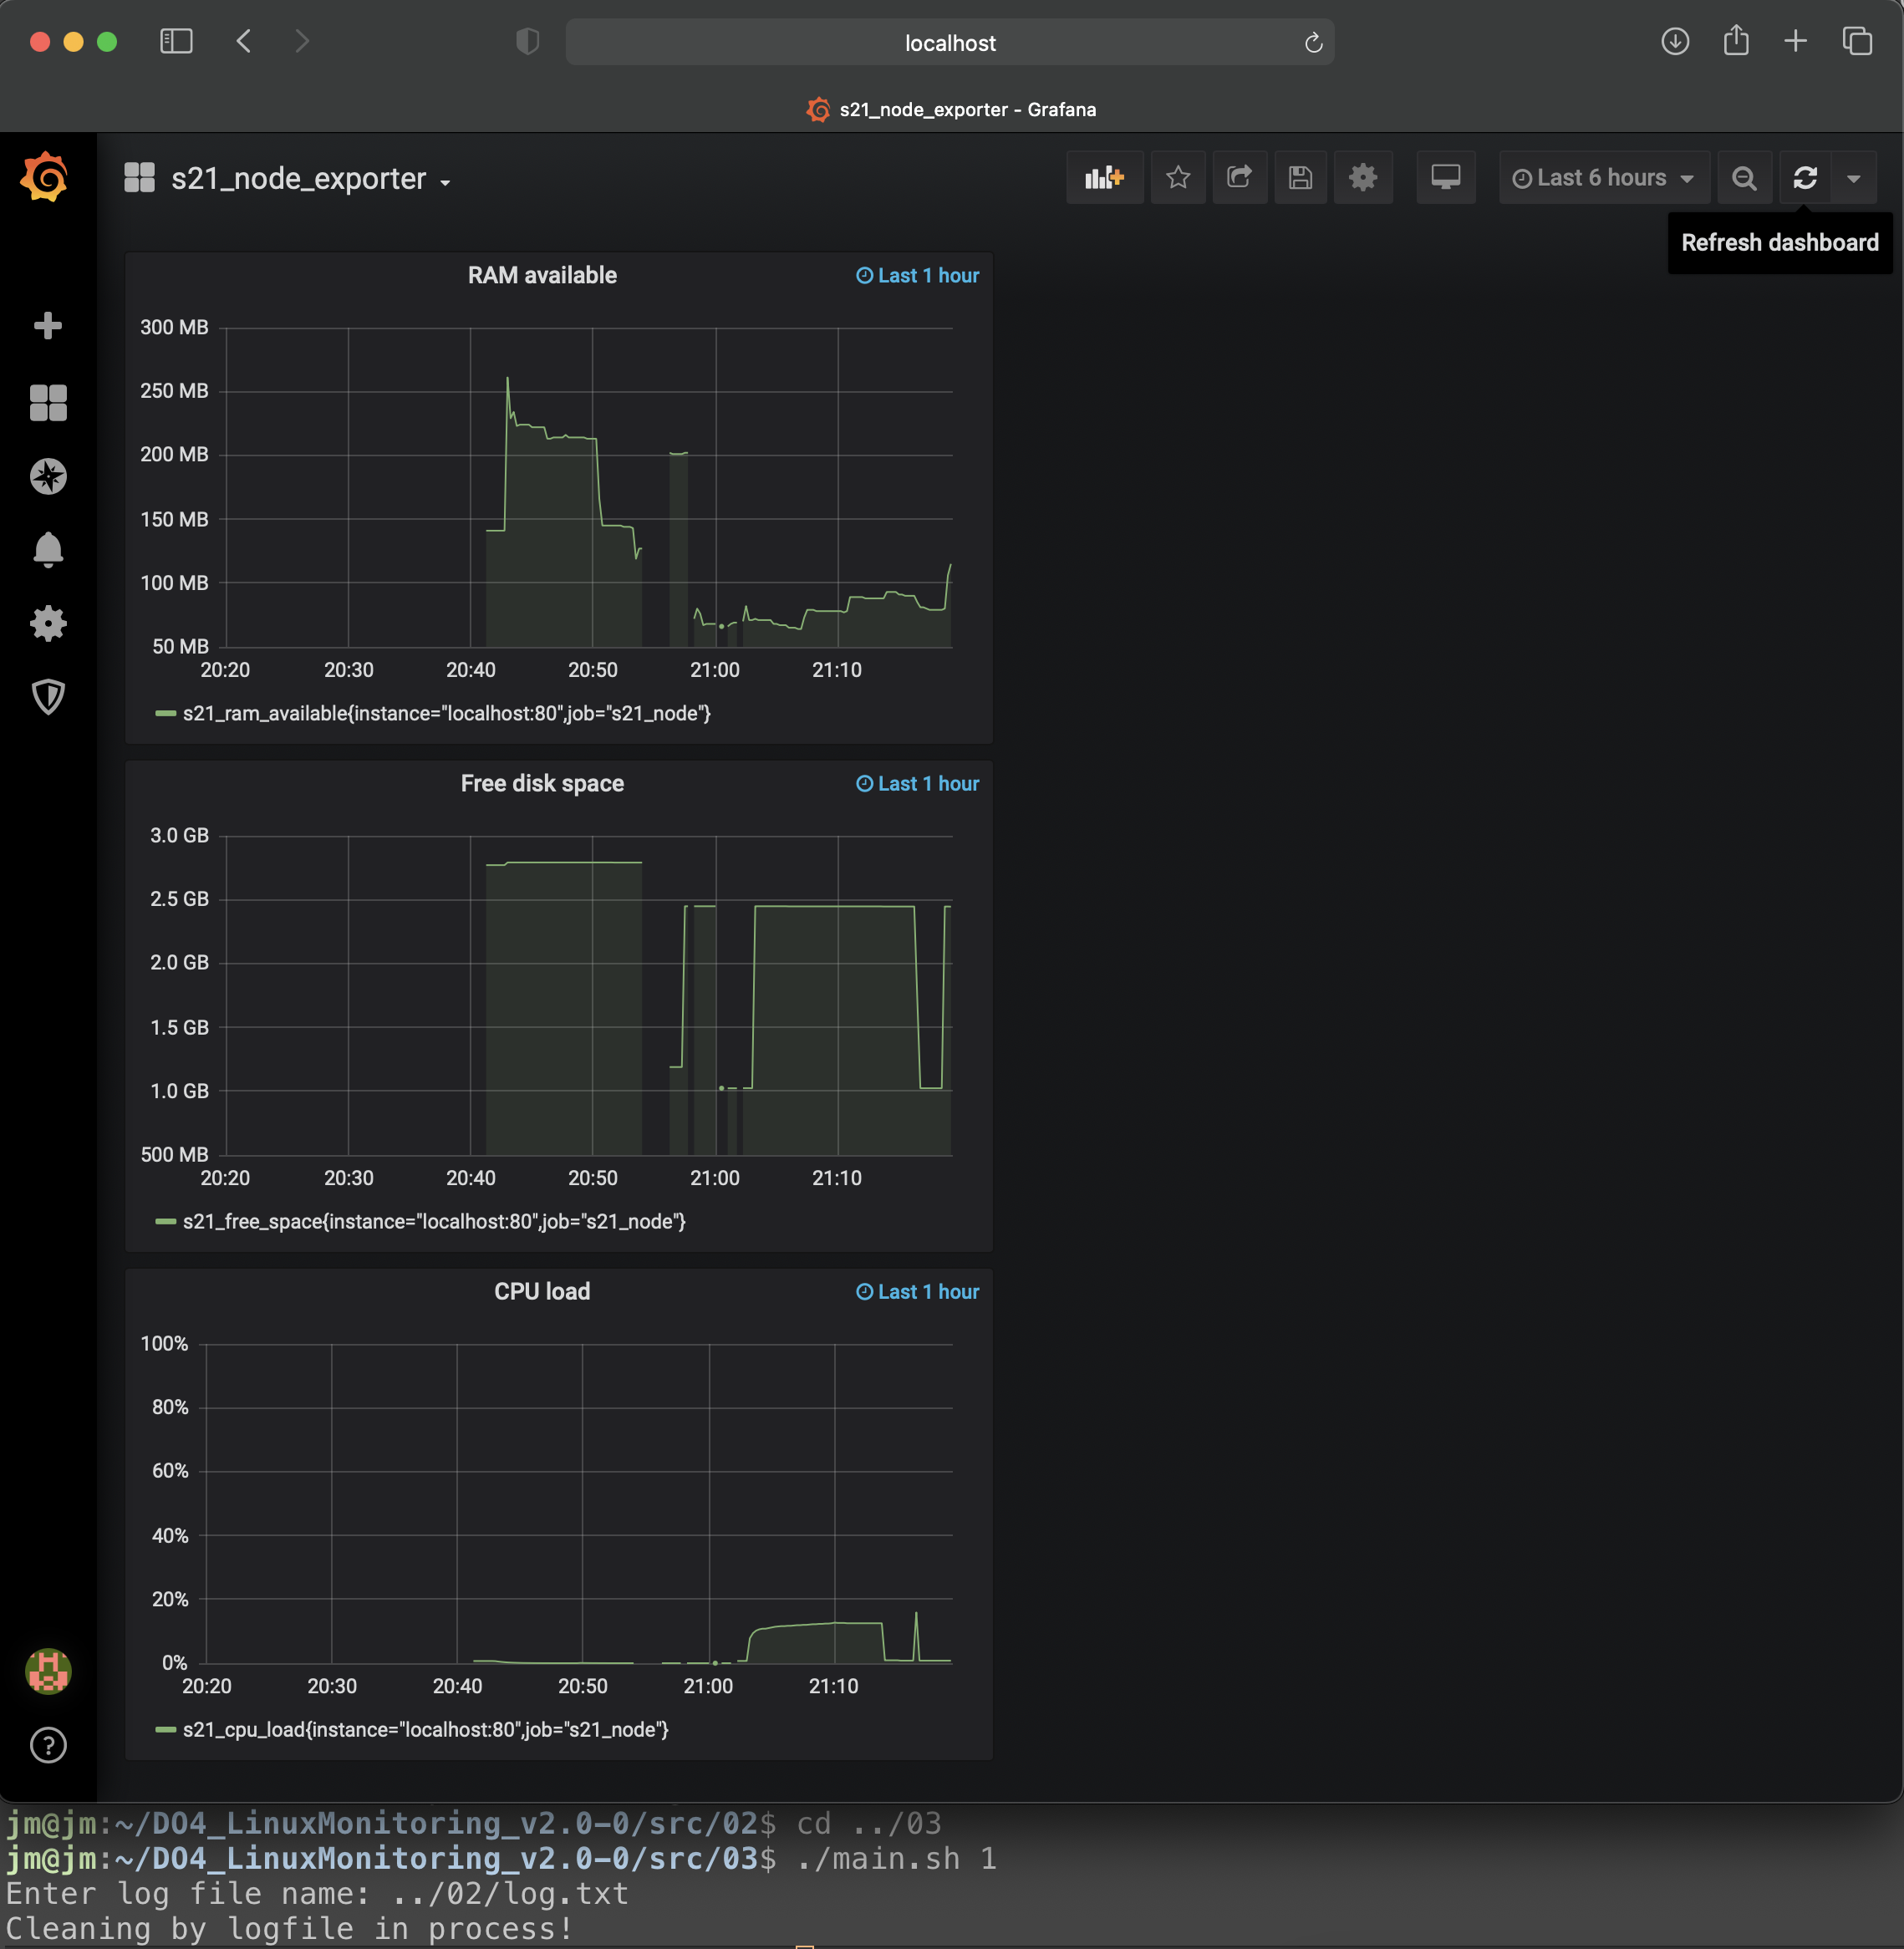 localhost
s21_node_exporter - Grafana
s21_node_exporter
Last 6 hours
Refresh dashboard
RAM available
Last 1 hour
300 MB
250 MB
200 MB
150 MB
100 MB
50 MB
20:20 20:30 20:40 20:50 21:00 21:10
s21_ram_available{instance="localhost:80",job="s21_node"}
Free disk space
Last 1 hour
3.0 GB
2.5 GB
2.0 GB
1.5 GB
1.0 GB
500 MB
20:20 20:30 20:40 20:50 21:00 21:10
s21_free_space{instance="localhost:80",job="s21_node"}
CPU load
Last 1 hour
100%
80%
60%
40%
20%
0%
20:20 20:30 20:40 20:50 21:00 21:10
s21_cpu_load{instance="localhost:80",job="s21_node"}
jm@jm:~/DO4_LinuxMonitoring_v2.0-0/src/02$ cd ../03
jm@jm:~/DO4_LinuxMonitoring_v2.0-0/src/03$ ./main.sh 1
Enter log file name: ../02/log.txt
Cleaning by logfile in process!